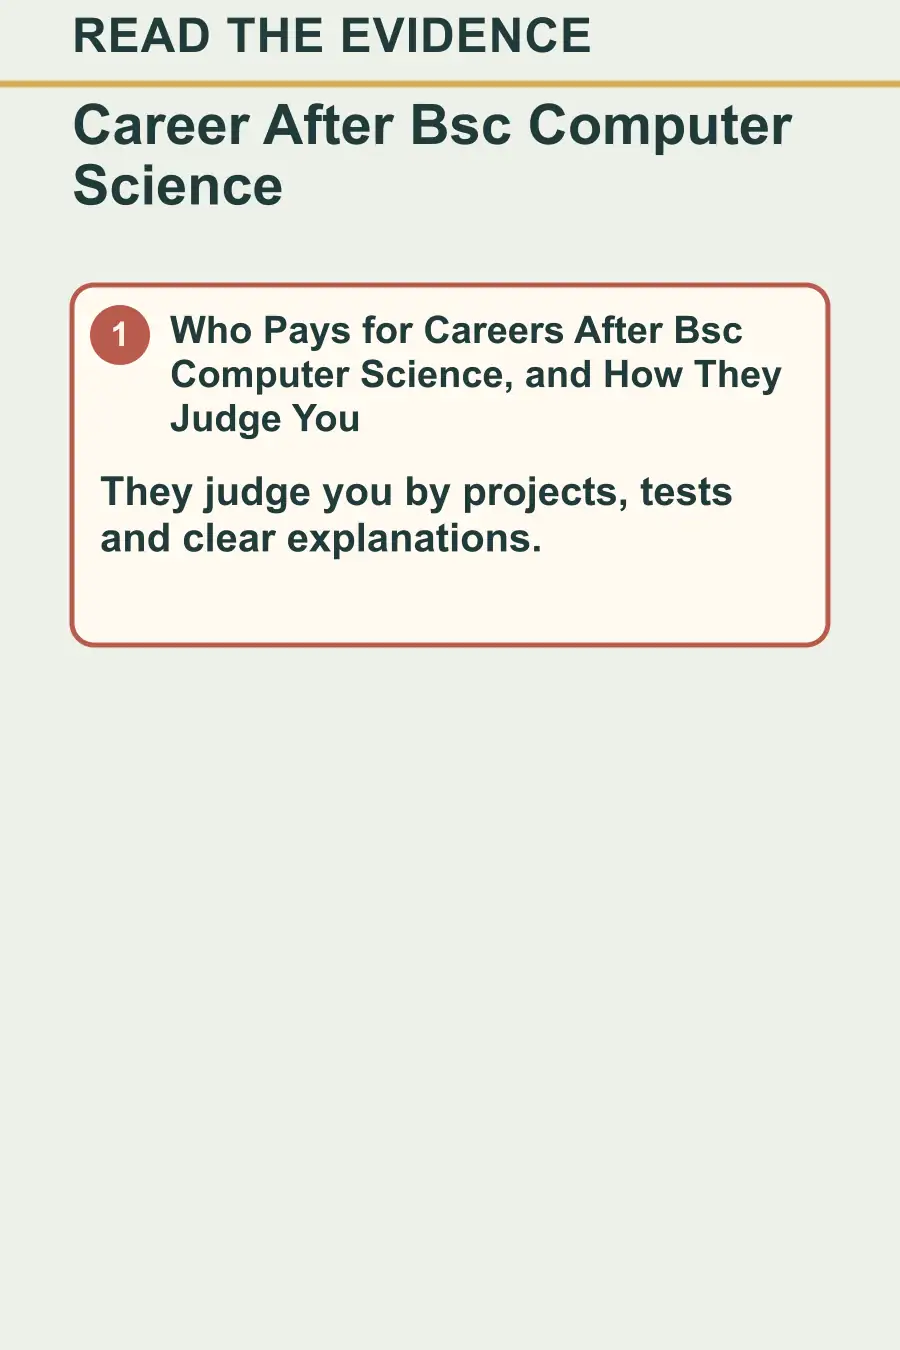 READ THE EVIDENCE
Career After Bsc Computer
Science
1
Who Pays for Careers After Bsc
Computer Science, and How They
Judge You
They judge you by projects, tests
and clear explanations.